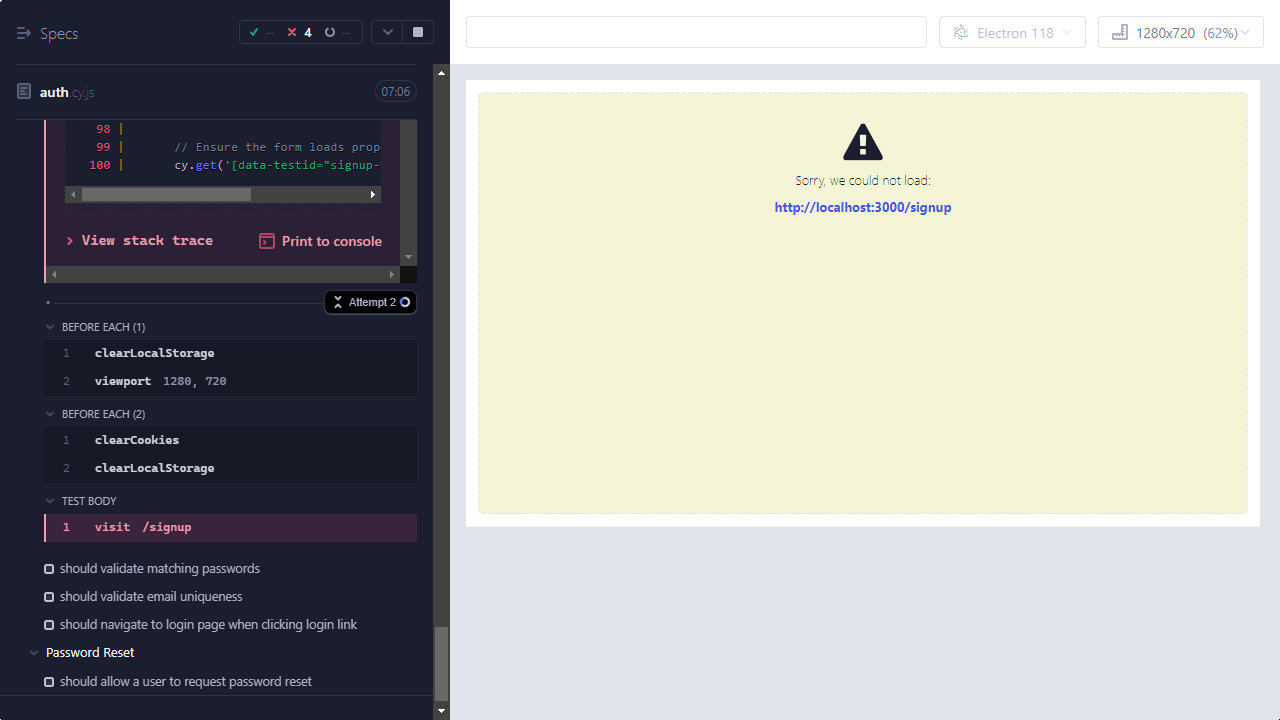 Specs
-- 4 --
auth.cy.js
07:06
98 |
99 | // Ensure the form loads prop
100 | cy.get('[data-testid="signup-
View stack trace
Print to console
Attempt 2
BEFORE EACH (1)
1 clearLocalStorage
2 viewport 1280, 720
BEFORE EACH (2)
1 clearCookies
2 clearLocalStorage
TEST BODY
1 visit /signup
should validate matching passwords
should validate email uniqueness
should navigate to login page when clicking login link
Password Reset
should allow a user to request password reset
Electron 118
1280x720 (62%)
Sorry, we could not load:
http://localhost:3000/signup